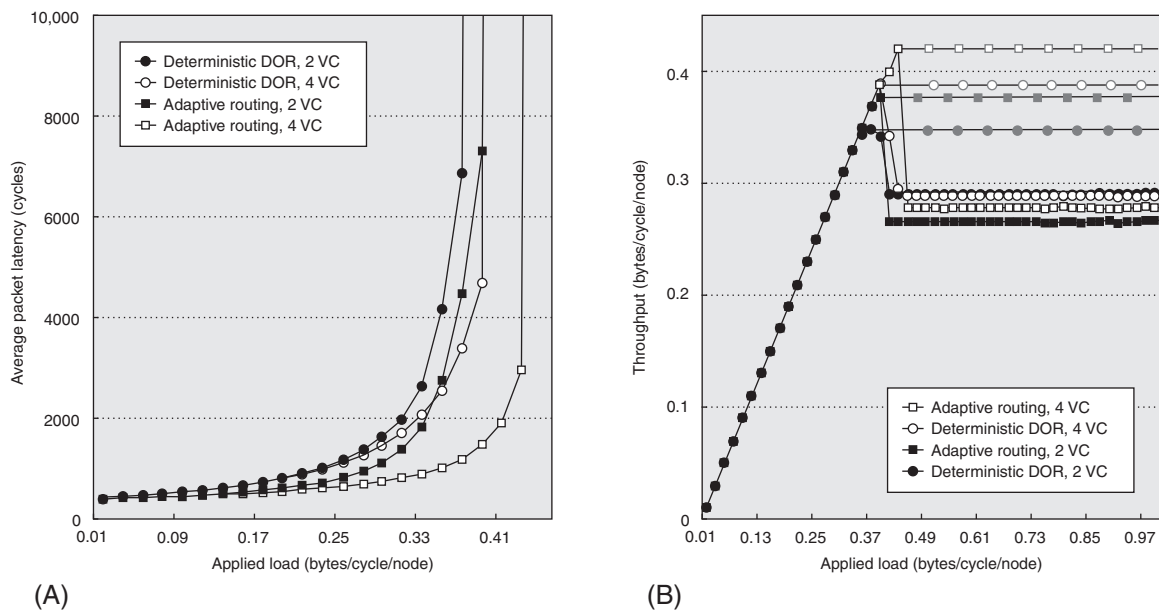 10,000
8000
6000
4000
2000
0
Average packet latency (cycles)
Deterministic DOR, 2 VC
Deterministic DOR, 4 VC
Adaptive routing, 2 VC
Adaptive routing, 4 VC
0.01 0.09 0.17 0.26 0.33 0.32 0.41
Applied load (bytes/cycle/node)
(A)
0.4
0.3
0.2
0.1
0
Throughput (bytes/cycle/node)
Adaptive routing, 4 VC
Deterministic DOR, 4 VC
Adaptive routing, 2 VC
Deterministic DOR, 2 VC
0.01 0.13 0.25 0.37 0.49 0.61 0.73 0.85 0.97
Applied load (bytes/cycle/node)
(B)